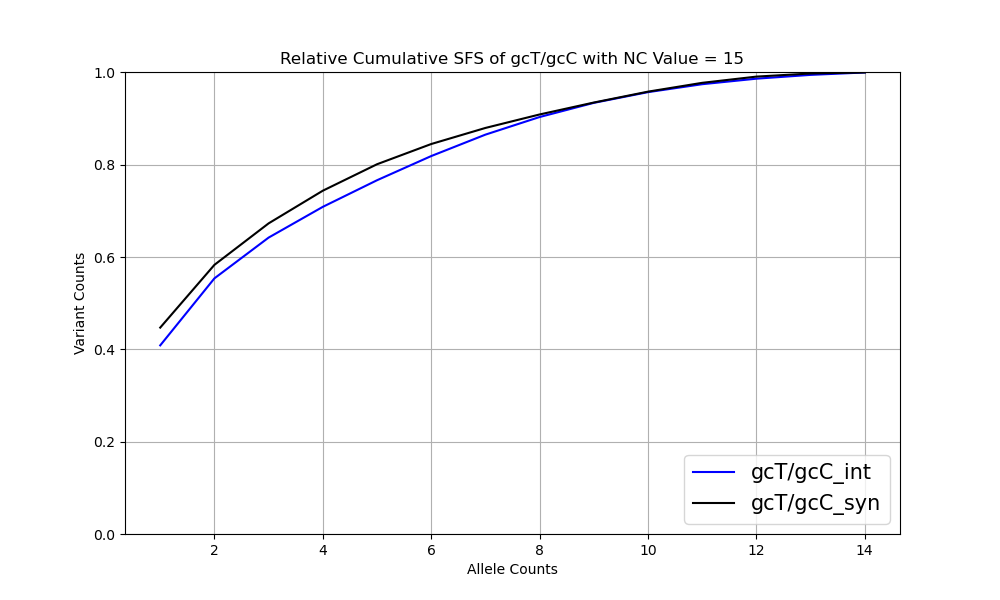 Relative Cumulative SFS of gcT/gcC with NC Value = 15
1.0
0.8
0.6
0.4
0.2
0.0
Variant Counts
2 4 6 8 10 12 14
Allele Counts
gcT/gcC_int
gcT/gcC_syn